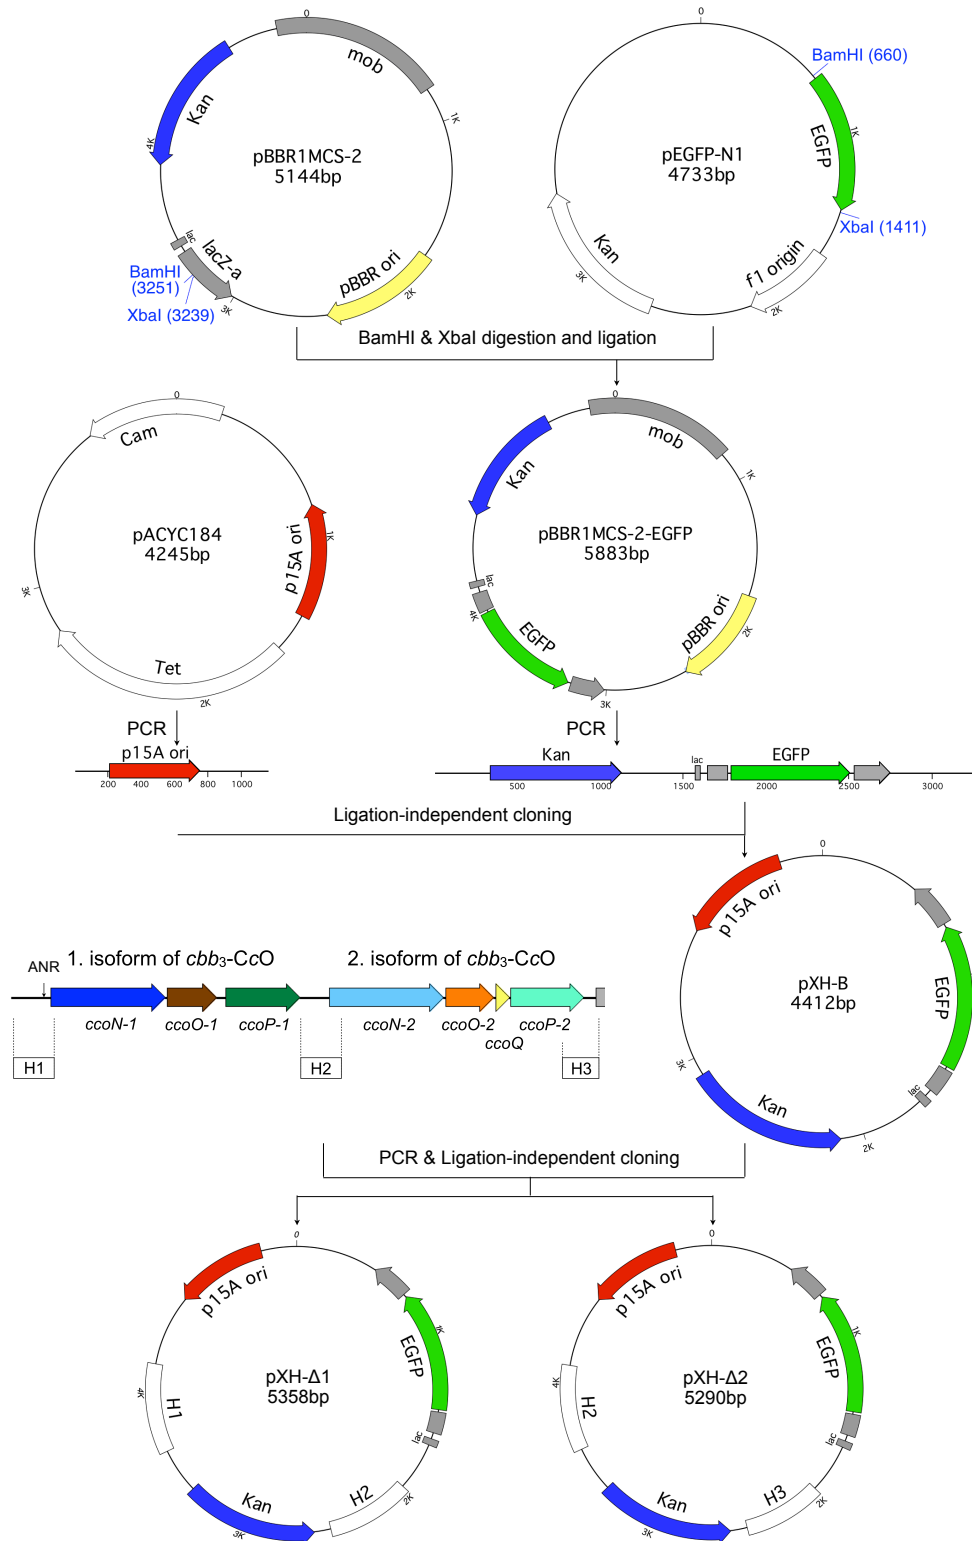 0
mob
Kan
1K
4K
pBBR1MCS-2
5144bp
lac
lacZ-a
BamHI
(3251)
XbaI (3239)
3K
pBBR ori
2K
0
BamHI (660)
1K
EGFP
pEGFP-N1
4733bp
XbaI (1411)
Kan
3K
f1 origin
2K
BamHI & XbaI digestion and ligation
0
Cam
pACYC184
4245bp
1K
p15A ori
3K
Tet
2K
0
mob
Kan
1K
pBBR1MCS-2-EGFP
5883bp
lac
4K
EGFP
pBBR ori
2K
3K
PCR
p15A ori
200 400 600 800 1000
PCR
Kan
lac
EGFP
500 1000 1500 2000 2500 3000
Ligation-independent cloning
0
p15A ori
pXH-B
4412bp
EGFP
3K
lac
Kan
2K
1. isoform of cbb3-CcO
2. isoform of cbb3-CcO
ANR
ccoN-1
ccoO-1
ccoP-1
ccoN-2
ccoO-2
ccoQ
ccoP-2
H1
H2
H3
PCR & Ligation-independent cloning
0
p15A ori
1K
EGFP
pXH-Δ1
5358bp
4K
H1
lac
Kan
H2
2K
3K
0
p15A ori
1K
EGFP
pXH-Δ2
5290bp
4K
H2
lac
Kan
H3
2K
3K